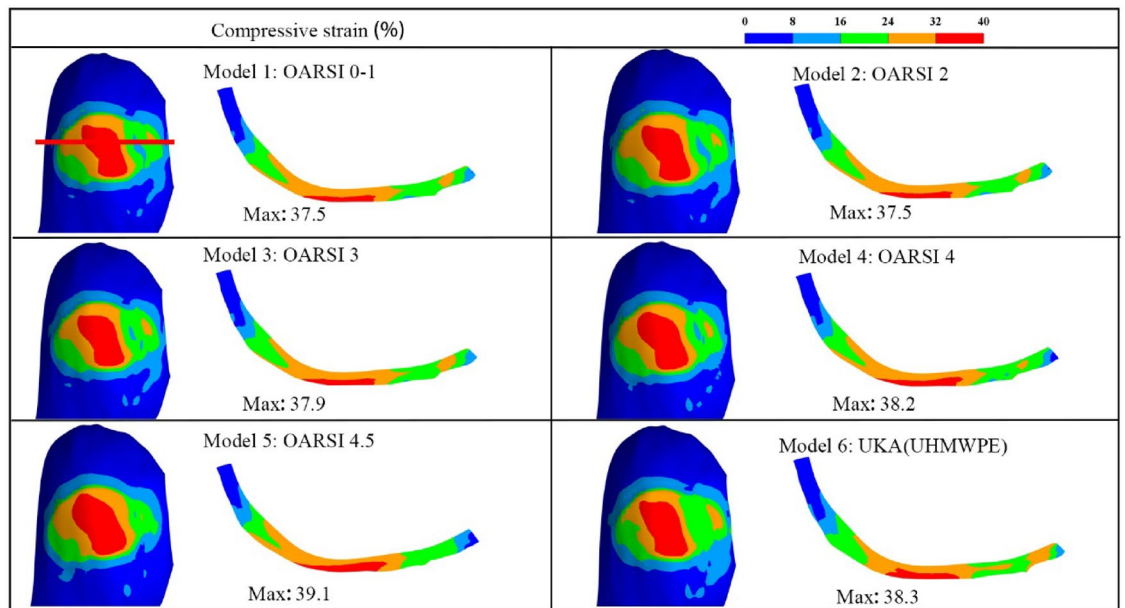 Compressive strain (%)
0 8 16 24 32 40
Model 1: OARSI 0-1
Max: 37.5
Model 2: OARSI 2
Max: 37.5
Model 3: OARSI 3
Max: 37.9
Model 4: OARSI 4
Max: 38.2
Model 5: OARSI 4.5
Max: 39.1
Model 6: UKA(UHMWPE)
Max: 38.3